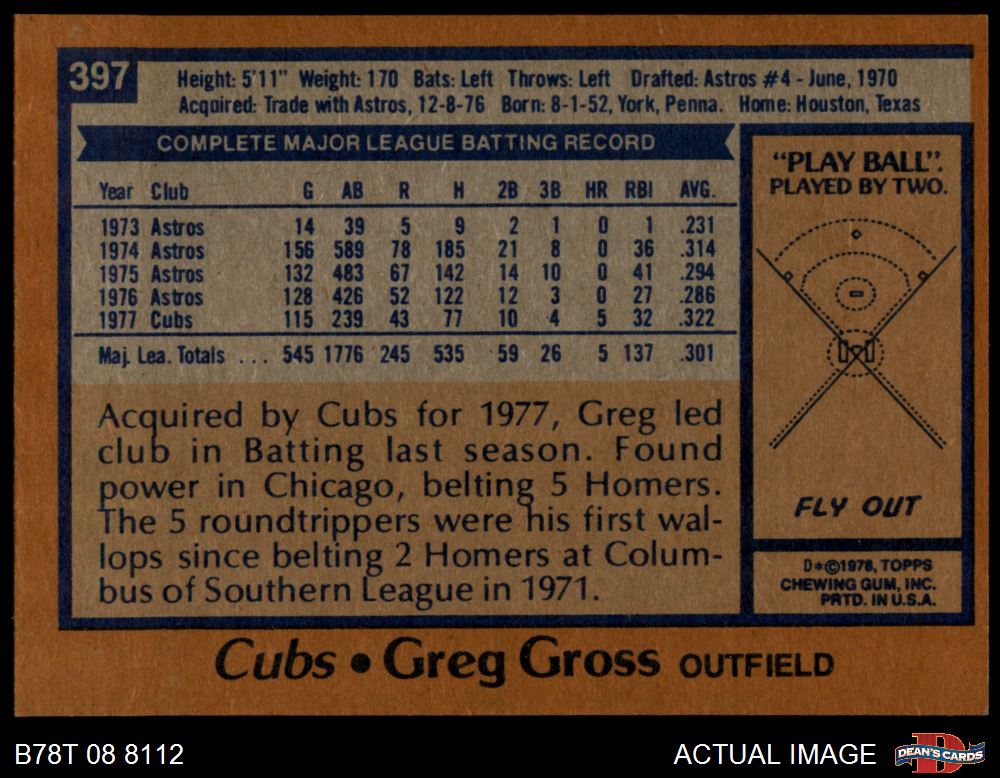 397
Height: 5'11" Weight: 170 Bats: Left Throws: Left Drafted: Astros #4 - June, 1970
Acquired: Trade with Astros, 12-8-76 Born: 8-1-52, York, Penna. Home: Houston, Texas
COMPLETE MAJOR LEAGUE BATTING RECORD
Year Club G AB R H 2B 3B HR RBI AVG.
1973 Astros 14 39 5 9 2 1 0 1 .231
1974 Astros 156 589 78 185 21 8 0 36 .314
1975 Astros 132 483 67 142 14 10 0 41 .294
1976 Astros 128 426 52 122 12 3 0 27 .286
1977 Cubs 115 239 43 77 10 4 5 32 .322
Maj. Lea. Totals ... 545 1776 245 535 59 26 5 137 .301
Acquired by Cubs for 1977, Greg led
club in Batting last season. Found
power in Chicago, belting 5 Homers.
The 5 roundtrippers were his first wal-
lops since belting 2 Homers at Colum-
bus of Southern League in 1971.
"PLAY BALL".
PLAYED BY TWO.
FLY OUT
D*©1978, TOPPS
CHEWING GUM, INC.
PRTD. IN U.S.A.
Cubs • Greg Gross OUTFIELD
B78T 08 8112
ACTUAL IMAGE
DEAN'S CARDS